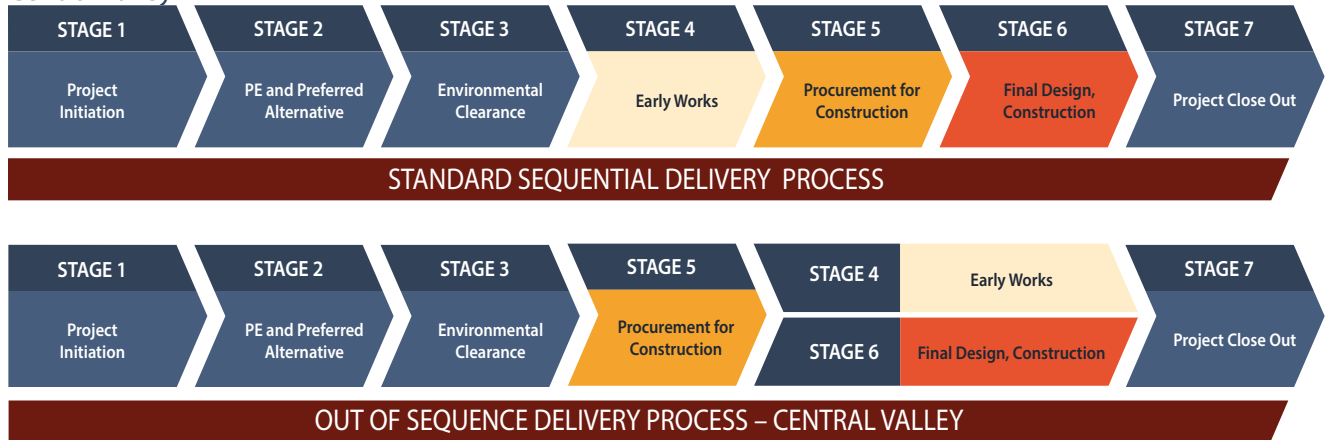 STAGE 1
STAGE 2
STAGE 3
STAGE 4
STAGE 5
STAGE 6
STAGE 7
Project
Initiation
PE and Preferred
Alternative
Environmental
Clearance
Early Works
Procurement for
Construction
Final Design,
Construction
Project Close Out
STANDARD SEQUENTIAL DELIVERY PROCESS
STAGE 1
STAGE 2
STAGE 3
STAGE 5
STAGE 4
Early Works
STAGE 7
Project
Initiation
PE and Preferred
Alternative
Environmental
Clearance
Procurement for
Construction
STAGE 6
Final Design, Construction
Project Close Out
OUT OF SEQUENCE DELIVERY PROCESS – CENTRAL VALLEY